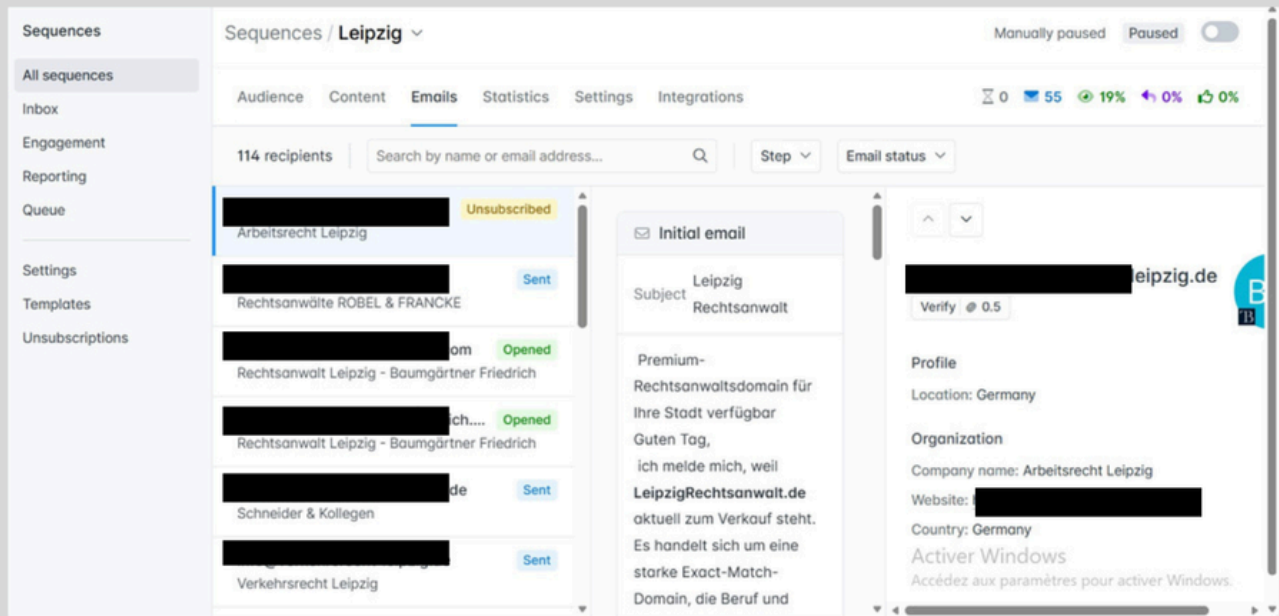 Sequences
All sequences
Inbox
Engagement
Reporting
Queue
Settings
Templates
Unsubscriptions
Sequences / Leipzig
Manually paused Paused
Audience Content Emails Statistics Settings Integrations
0 55 19% 0% 0%
114 recipients Search by name or email address... Step Email status
Unsubscribed
Arbeitsrecht Leipzig
Sent
Rechtsanwälte ROBEL & FRANCKE
om Opened
Rechtsanwalt Leipzig - Baumgärtner Friedrich
ich.... Opened
Rechtsanwalt Leipzig - Baumgärtner Friedrich
de Sent
Schneider & Kollegen
Sent
Verkehrsrecht Leipzig
Initial email
Subject Leipzig
Rechtsanwalt
Premium-
Rechtsanwaltsdomain für
Ihre Stadt verfügbar
Guten Tag,
ich melde mich, weil
LeipzigRechtsanwalt.de
aktuell zum Verkauf steht.
Es handelt sich um eine
starke Exact-Match-
Domain, die Beruf und
leipzig.de
Verify @ 0.5
B
B
Profile
Location: Germany
Organization
Company name: Arbeitsrecht Leipzig
Website:
Country: Germany
Activer Windows
Accédez aux paramètres pour activer Windows.